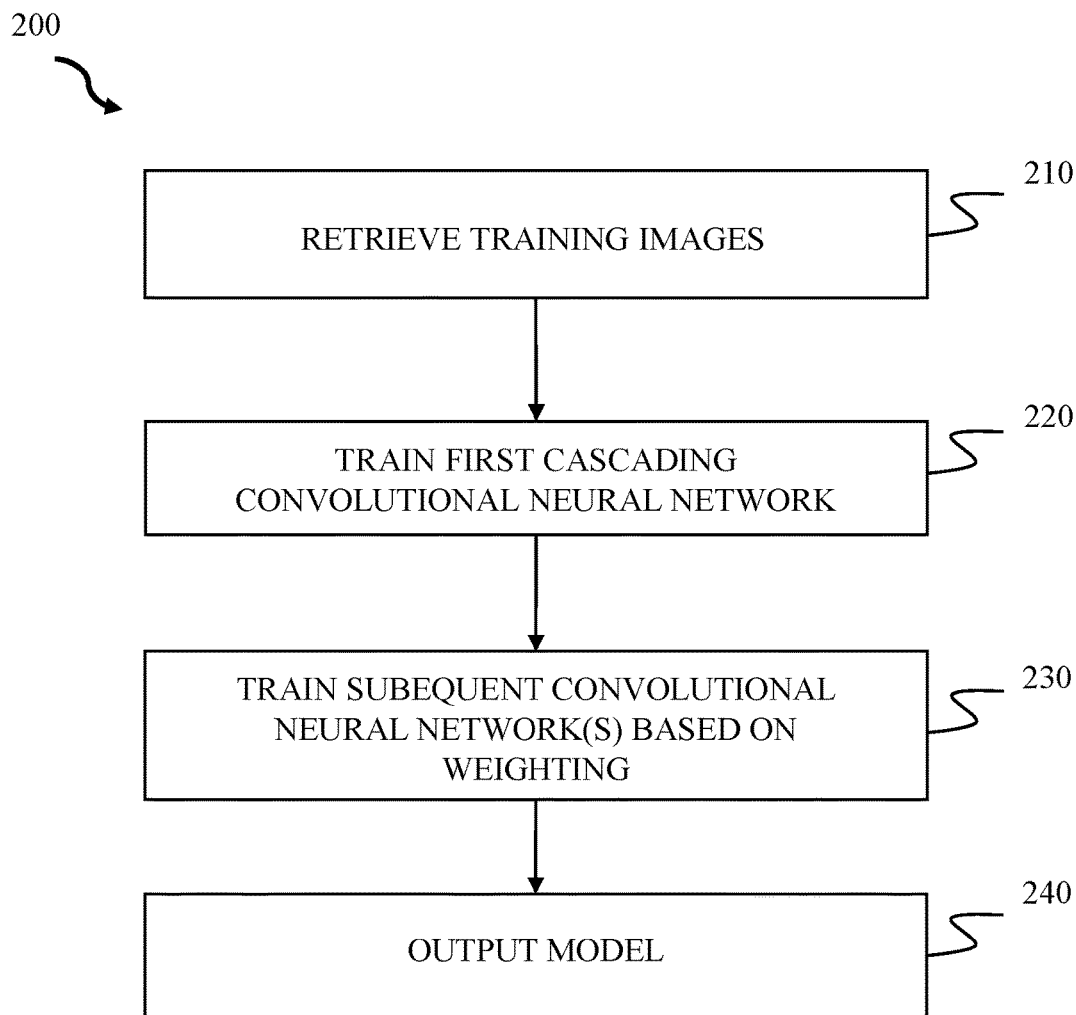 200
210
RETRIEVE TRAINING IMAGES
220
TRAIN FIRST CASCADING
CONVOLUTIONAL NEURAL NETWORK
230
TRAIN SUBEQUENT CONVOLUTIONAL
NEURAL NETWORK(S) BASED ON
WEIGHTING
240
OUTPUT MODEL